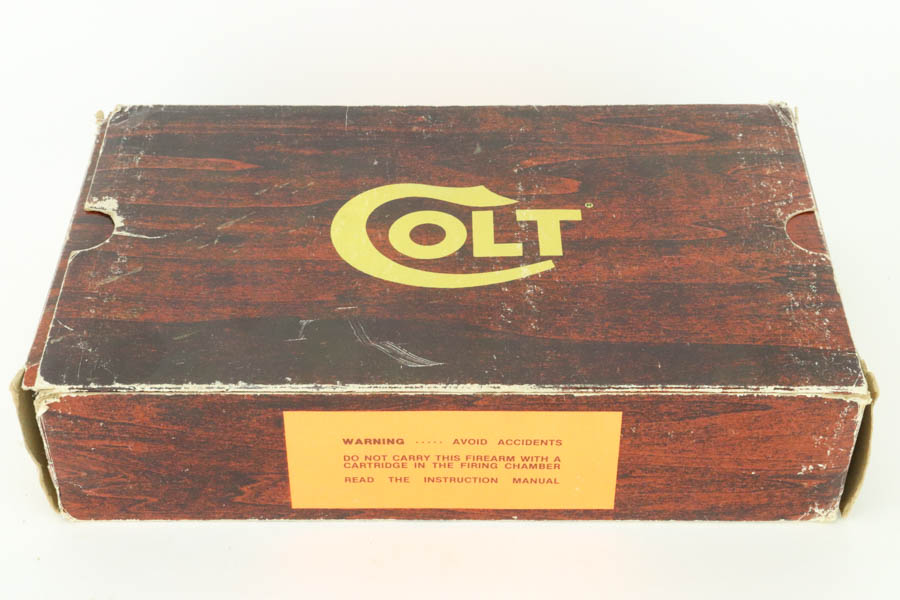 COLT®
WARNING ..... AVOID ACCIDENTS
DO NOT CARRY THIS FIREARM WITH A
CARTRIDGE IN THE FIRING CHAMBER
READ THE INSTRUCTION MANUAL